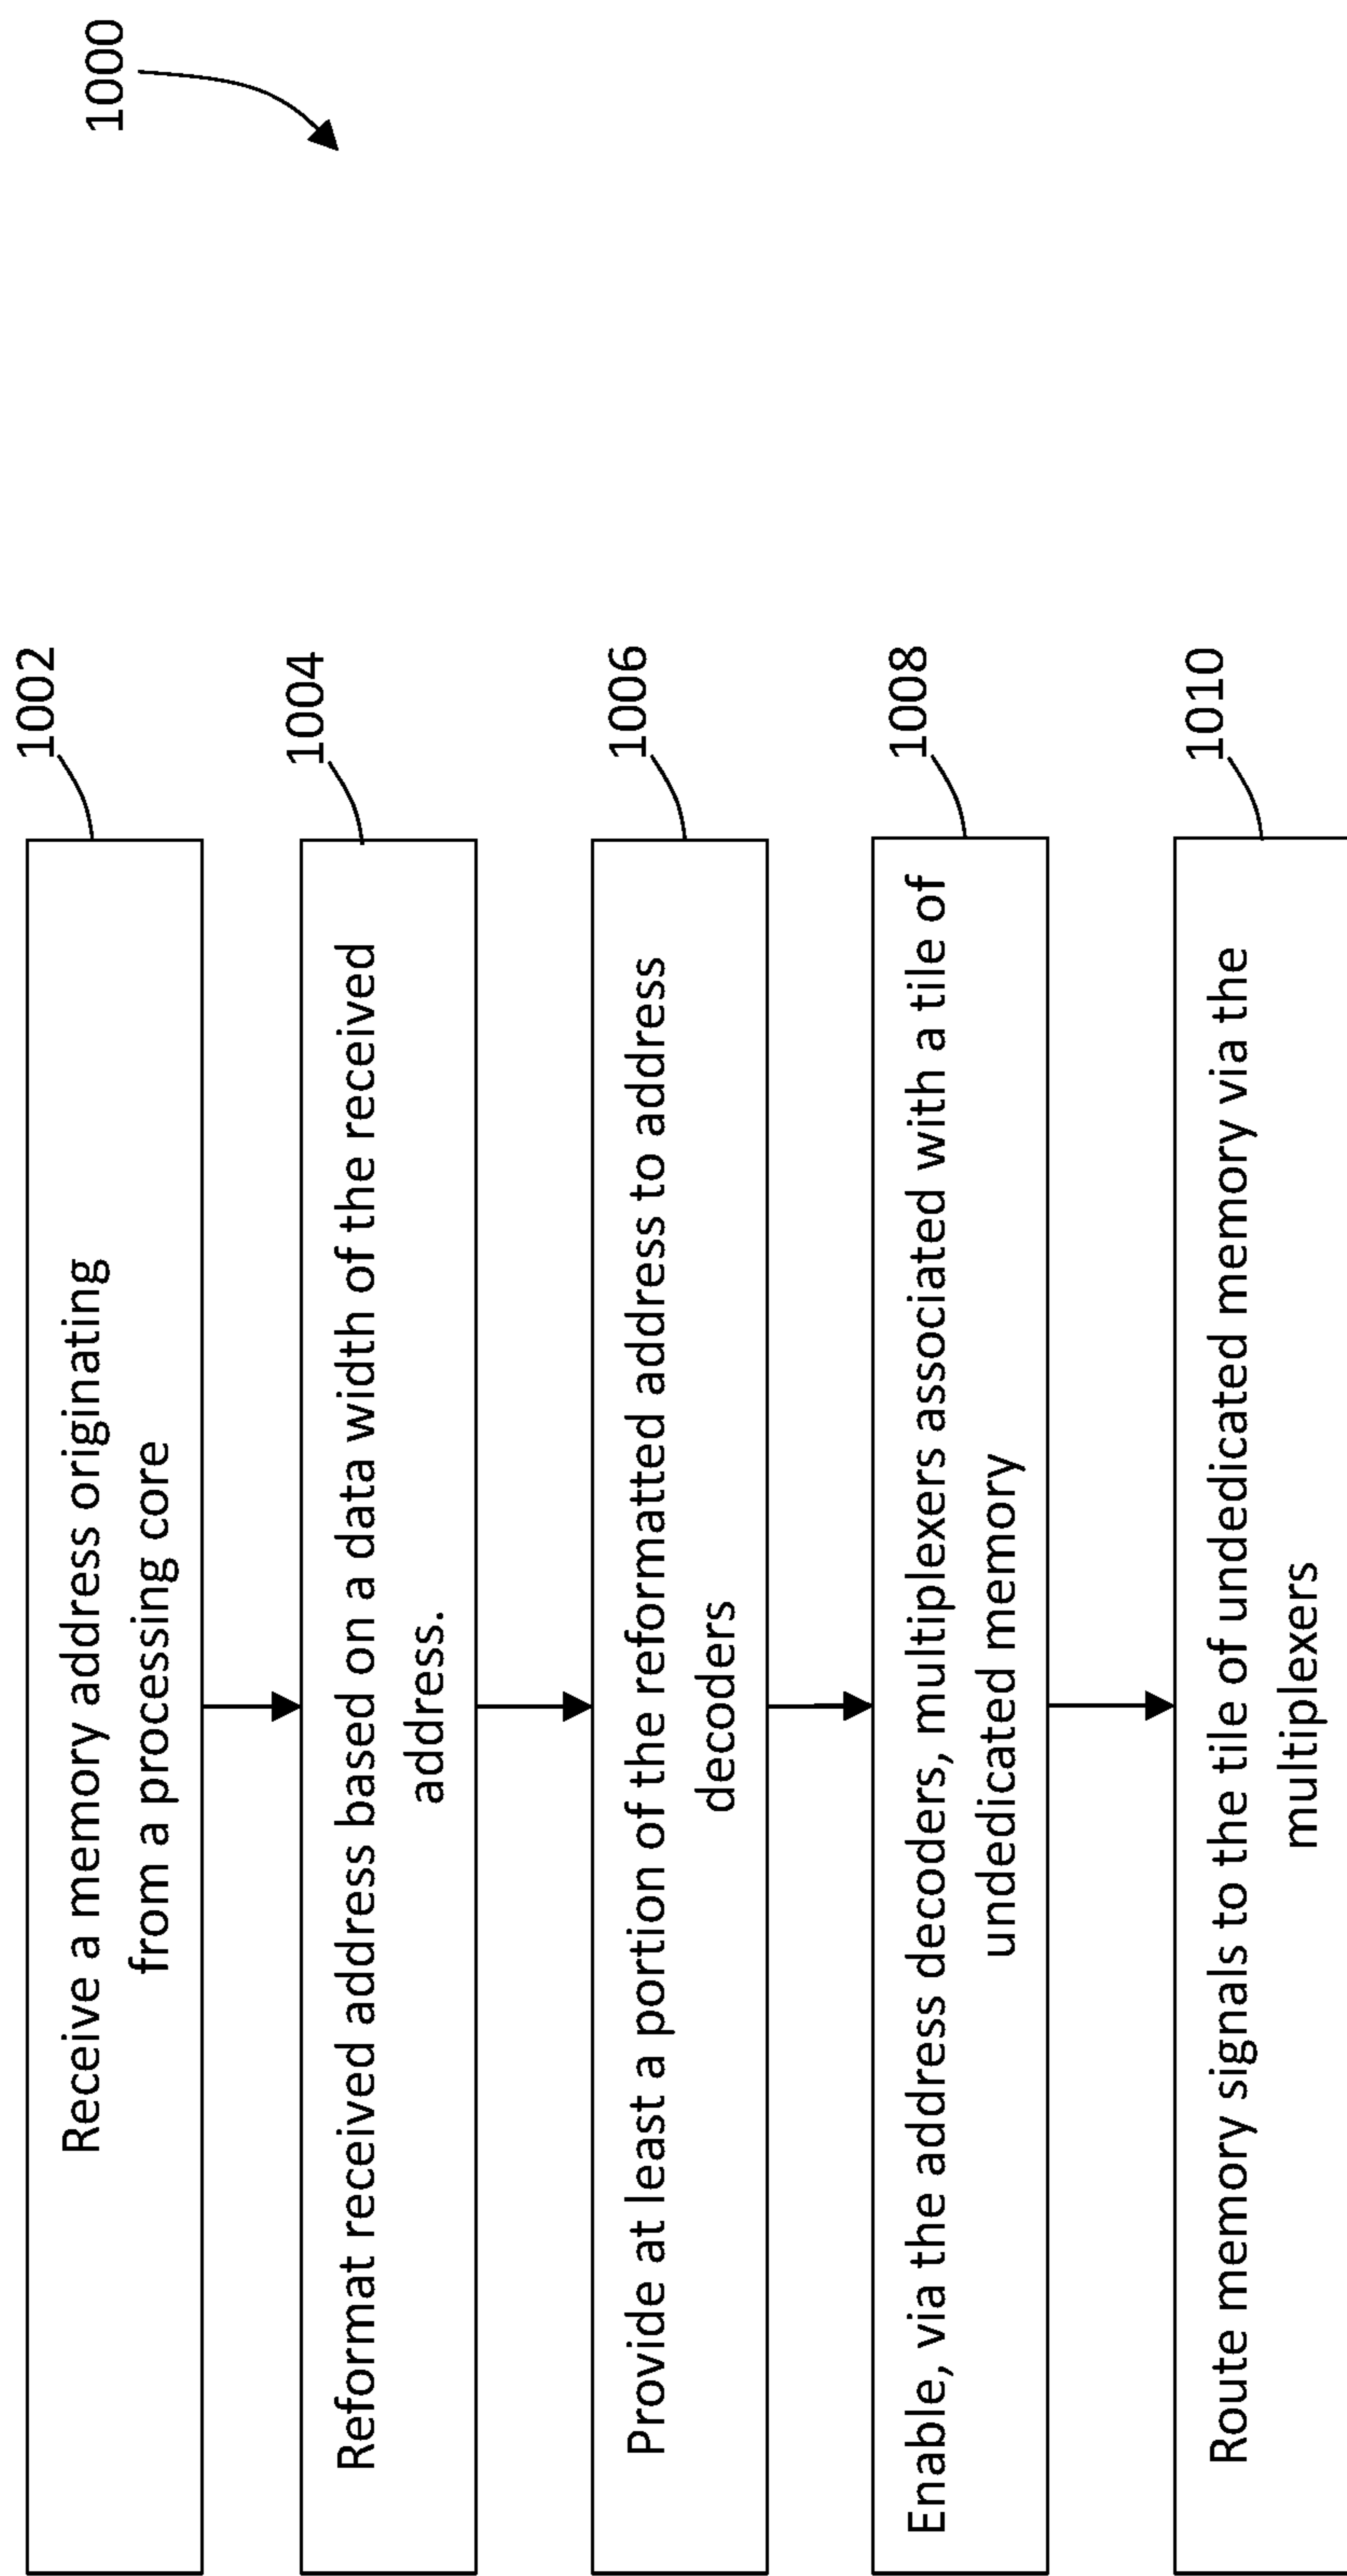 1000
1002
Receive a memory address originating
from a processing core
1004
Reformat received address based on a data width of the received
address.
1006
Provide at least a portion of the reformatted address to address
decoders
1008
Enable, via the address decoders, multiplexers associated with a tile of
undedicated memory
1010
Route memory signals to the tile of undedicated memory via the
multiplexers